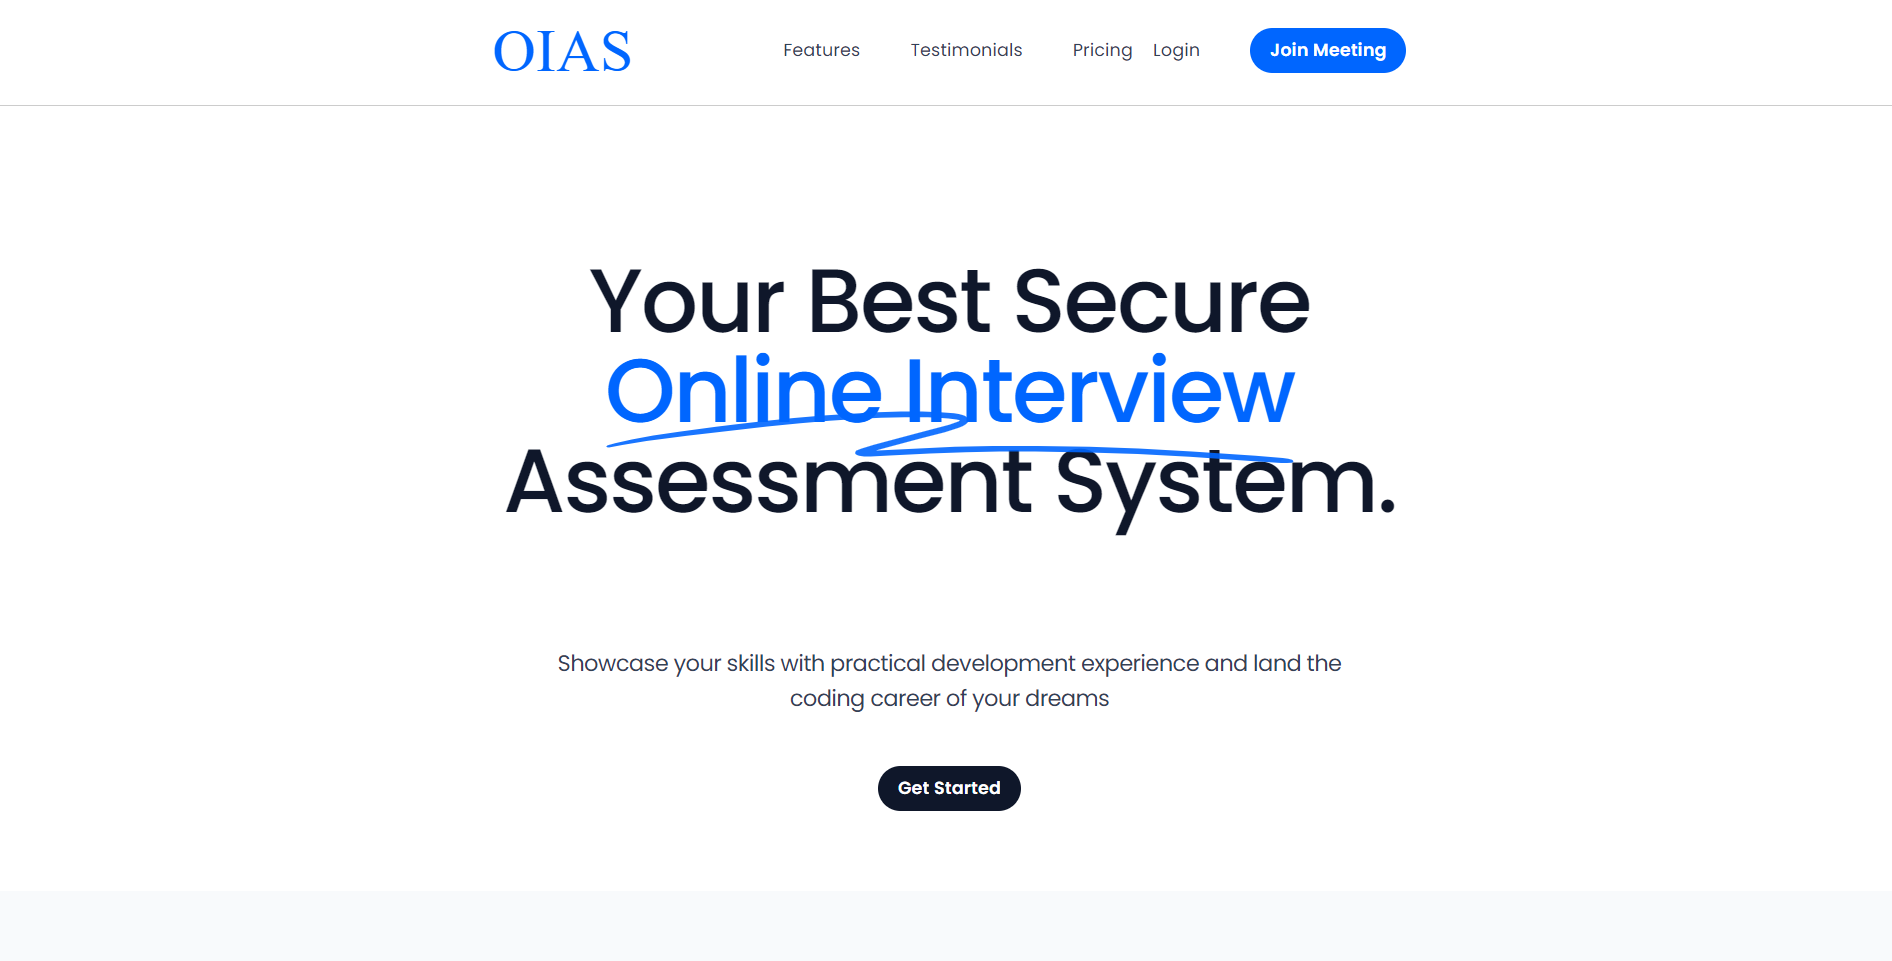 OIAS
Features Testimonials Pricing Login Join Meeting
Your Best Secure
Online Interview
Assessment System.
Showcase your skills with practical development experience and land the
coding career of your dreams
Get Started